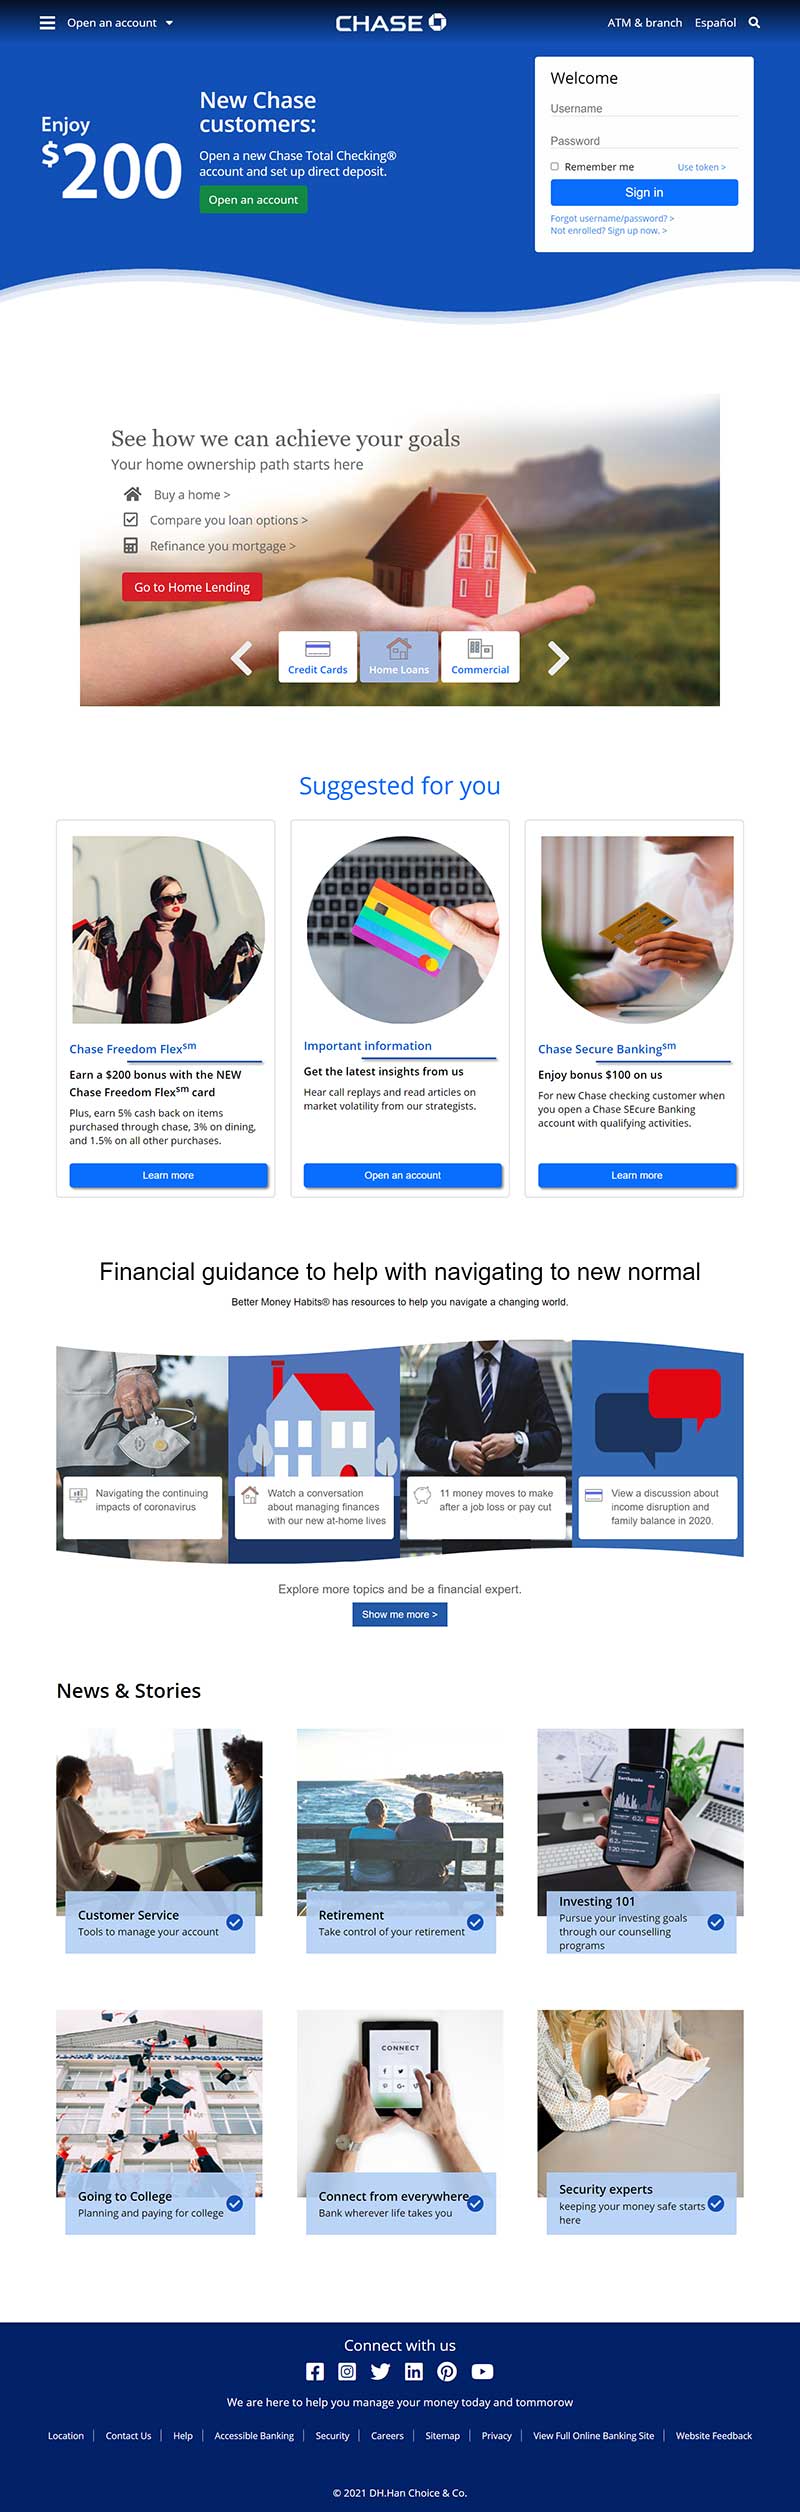 Open an account
CHASE
ATM & branch
Español
Enjoy
$200
New Chase
customers:
Open a new Chase Total Checking®
account and set up direct deposit.
Open an account
Welcome
Username
Password
Remember me
Use token >
Sign in
Forgot username/password? >
Not enrolled? Sign up now. >
See how we can achieve your goals
Your home ownership path starts here
Buy a home >
Compare you loan options >
Refinance you mortgage >
Go to Home Lending
Credit Cards
Home Loans
Commercial
Suggested for you
Chase Freedom Flexsm
Earn a $200 bonus with the NEW
Chase Freedom Flexsm card
Plus, earn 5% cash back on items
purchased through chase, 3% on dining,
and 1.5% on all other purchases.
Learn more
Important information
Get the latest insights from us
Hear call replays and read articles on
market volatility from our strategists.
Open an account
Chase Secure Bankingsm
Enjoy bonus $100 on us
For new Chase checking customer when
you open a Chase SEcure Banking
account with qualifying activities.
Learn more
Financial guidance to help with navigating to new normal
Better Money Habits® has resources to help you navigate a changing world.
Navigating the continuing
impacts of coronavirus
Watch a conversation
about managing finances
with our new at-home lives
11 money moves to make
after a job loss or pay cut
View a discussion about
income disruption and
family balance in 2020.
Explore more topics and be a financial expert.
Show me more >
News & Stories
Customer Service
Tools to manage your account
Retirement
Take control of your retirement
Earthquake
Investing 101
Pursue your investing goals
through our counselling
programs
Going to College
Planning and paying for college
CONNECT
Connect from everywhere
Bank wherever life takes you
Security experts
keeping your money safe starts
here
Connect with us
We are here to help you manage your money today and tommorow
Location
Contact Us
Help
Accessible Banking
Security
Careers
Sitemap
Privacy
View Full Online Banking Site
Website Feedback
© 2021 DH.Han Choice & Co.